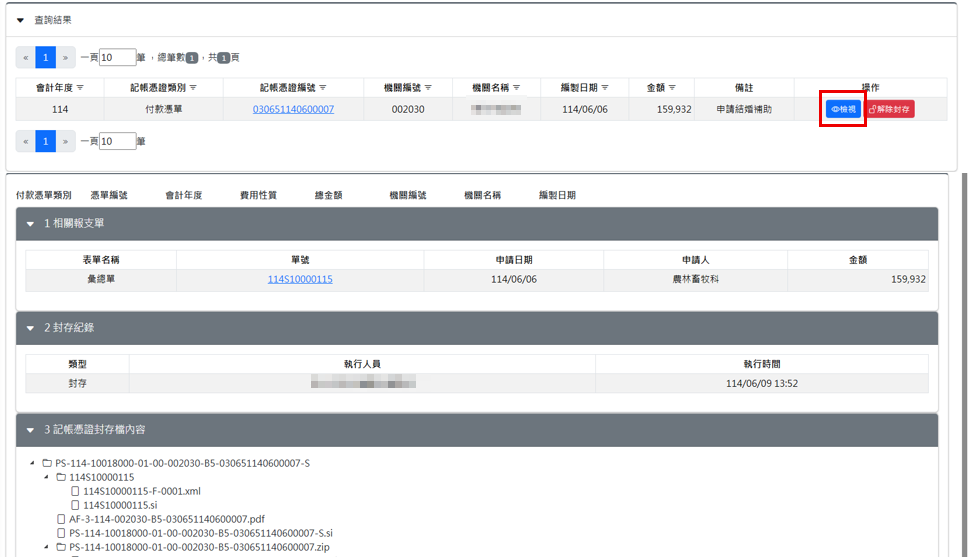 查詢結果
« 1 » 一頁 10 筆 ，總筆數 1 ，共 1 頁
會計年度 記帳憑證類別 記帳憑證編號 機關編號 機關名稱 編製日期 金額 備註 操作
114 付款憑單 030651140600007 002030 114/06/06 159,932 申請結婚補助 檢視 解除封存
« 1 » 一頁 10 筆
付款憑單類別 憑單編號 會計年度 費用性質 總金額 機關編號 機關名稱 編製日期
1 相關報支單
表單名稱 單號 申請日期 申請人 金額
彙總單 114S10000115 114/06/06 農林畜牧科 159,932
2 封存紀錄
類型 執行人員 執行時間
封存 114/06/09 13:52
3 記帳憑證封存檔內容
PS-114-10018000-01-00-002030-B5-030651140600007-S
114S10000115
114S10000115-F-0001.xml
114S10000115.si
AF-3-114-002030-B5-030651140600007.pdf
PS-114-10018000-01-00-002030-B5-030651140600007-S.si
PS-114-10018000-01-00-002030-B5-030651140600007.zip